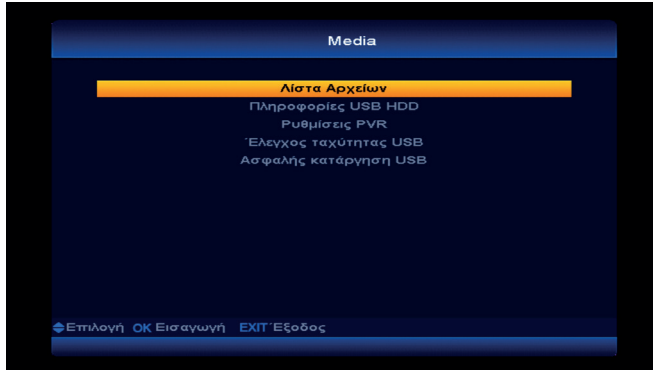 Media
Λίστα Αρχείων
Πληροφορίες USB HDD
Ρυθμίσεις PVR
Έλεγχος ταχύτητας USB
Ασφαλής κατάργηση USB
Επιλογή OK Εισαγωγή EXIT Έξοδος